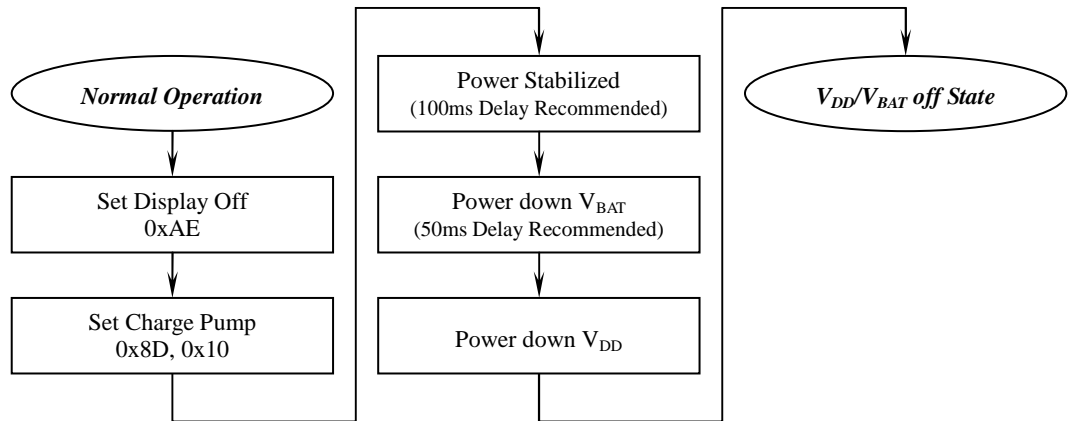 Normal Operation
Set Display Off
0xAE
Set Charge Pump
0x8D, 0x10
Power Stabilized
(100ms Delay Recommended)
Power down VBAT
(50ms Delay Recommended)
Power down VDD
VDD/VBAT off State